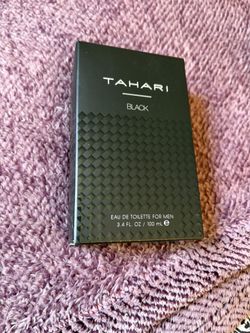 TAHARI
BLACK
EAU DE TOILETTE FOR MEN
3.4 FL. OZ / 100 mL ℮